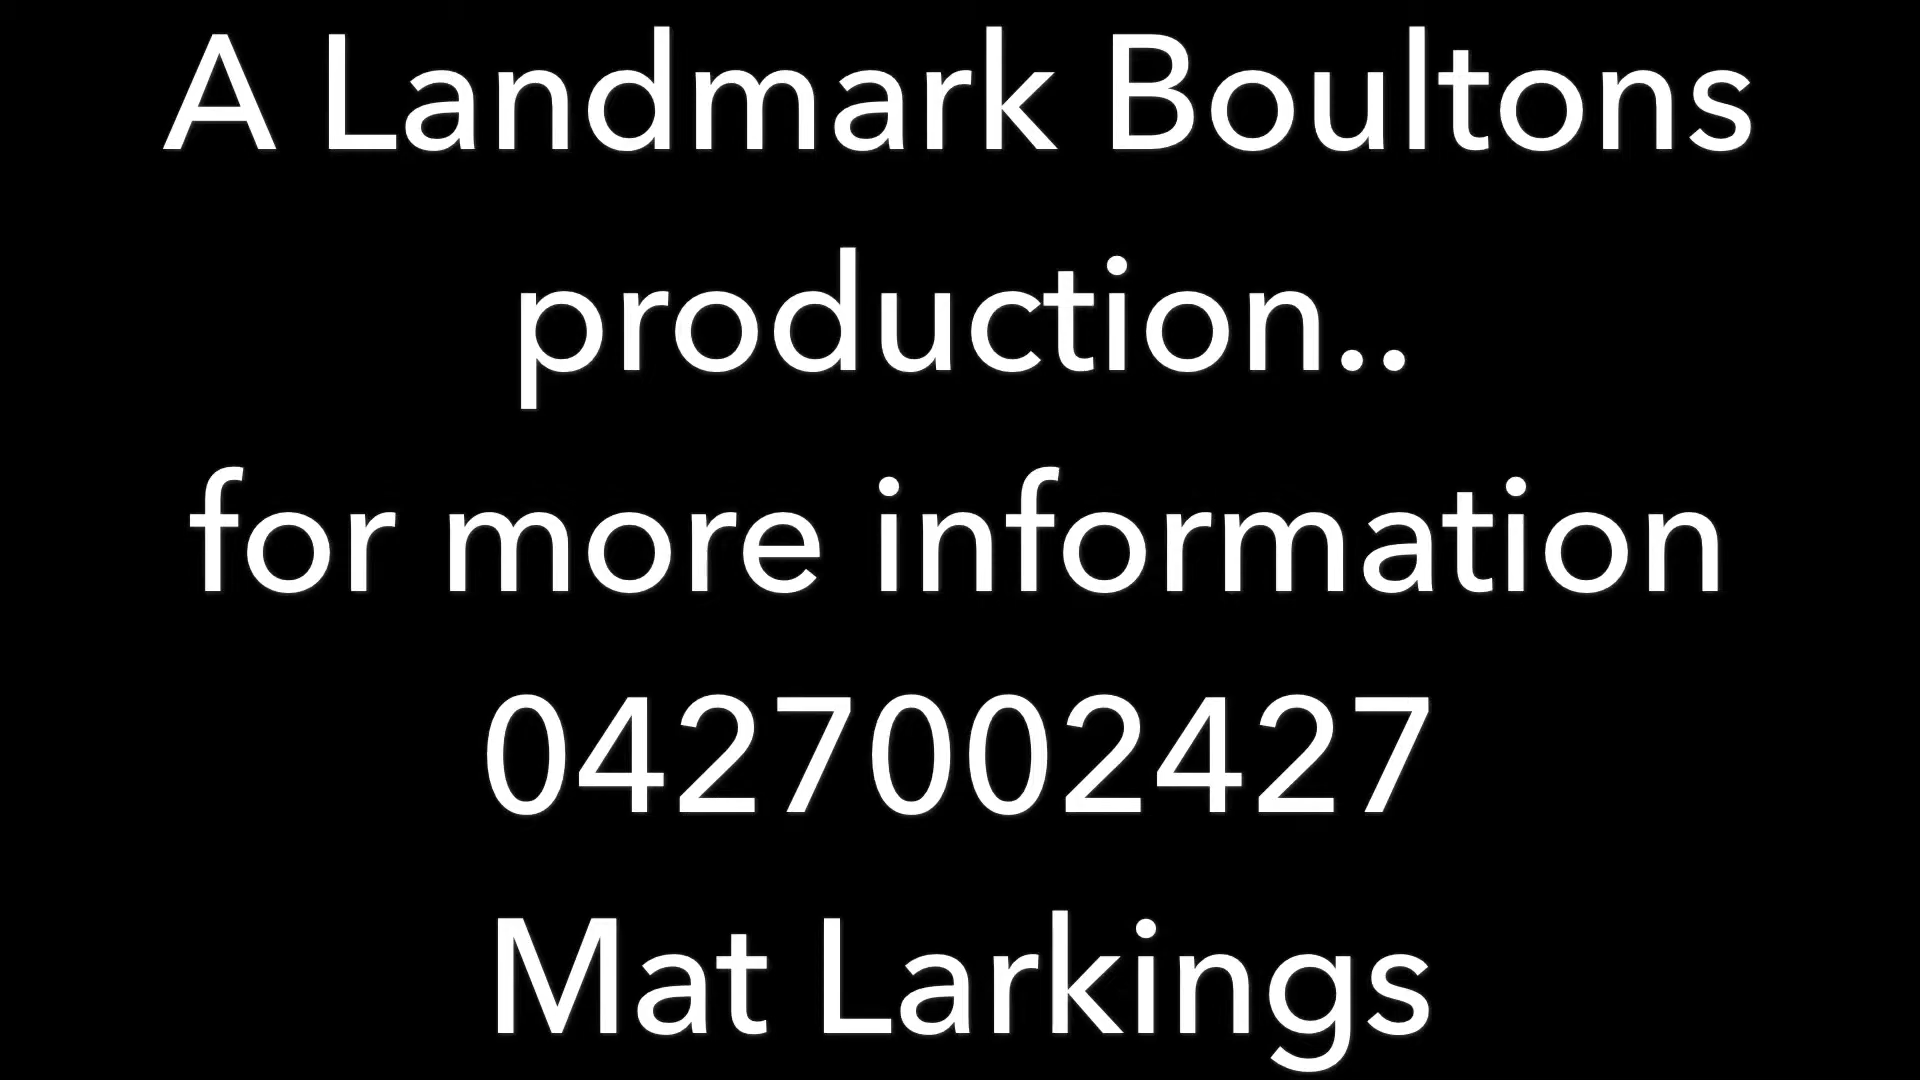 A Landmark Boultons
production..
for more information
0427002427
Mat Larkings